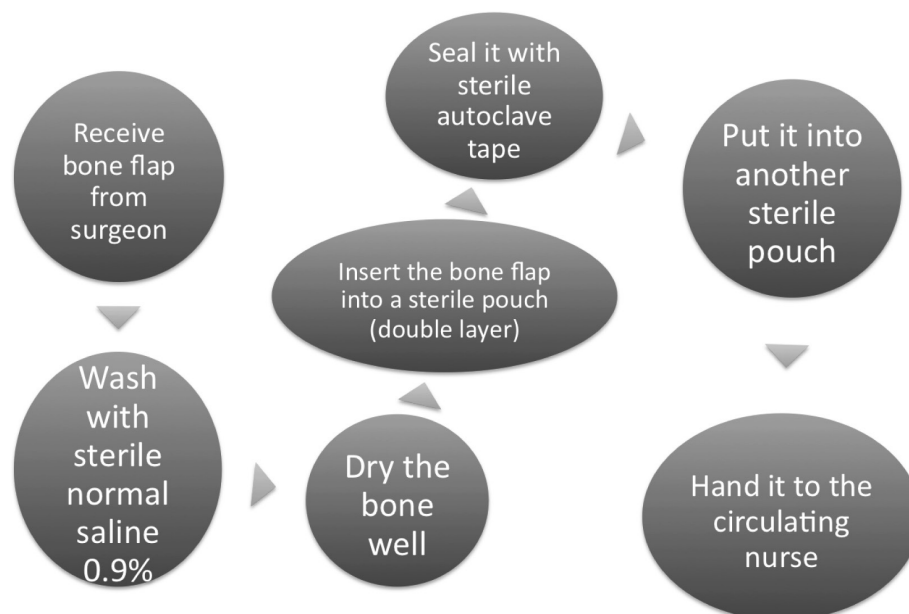 Receive
bone flap
from
surgeon
Wash
with
sterile
normal
saline
0.9%
Dry the
bone
well
Insert the bone flap
into a sterile pouch
(double layer)
Seal it with
sterile
autoclave
tape
Put it into
another
sterile
pouch
Hand it to the
circulating
nurse